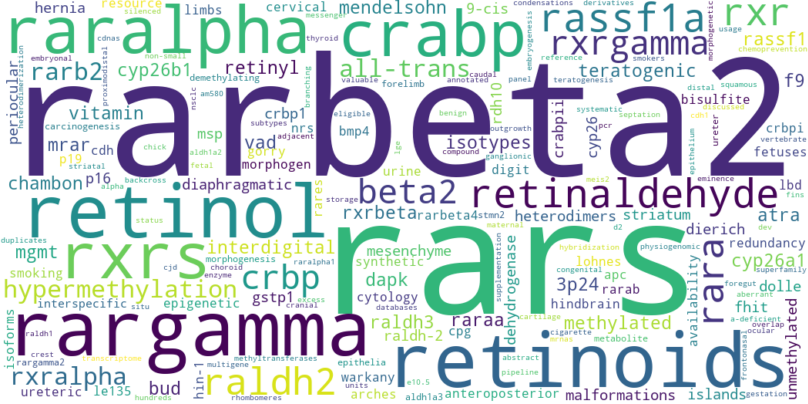 hernia resource limbs cervical mendelsohn 9-cis
raralpha crabp rassf1a rxr
rarb2 cyp26b1 retinyl all-trans rxrgamma rassf1
demethylating forelimb teratogenic
periocular vitamin crbp1 rdh10 bisulfite f9
rarbeta2
carcinogenesis msp nrs bmp4 crabpii cyp26 crbpi
mrar cdh vad gorry isotypes fetuses
p19 striatal morphogen digit
chambon p16 diaphragmatic urine beta2 retinaldehyde lbd
retinol rares rxrbeta rarbeta4 stmn2 heterodimers striatum atra
mgmt rxrs interdigital mesenchyme rars dierich redundancy
smoking morphogenesis synthetic lohnes rara cyp26a1
hypermethylation crbp dapk dehydrogenase apc 3p24 rarab availability dolle
interspecific epigenetic gstp1 cytology hindbrain fhit
isoforms rargamma raldh3 raraa cpg methylated overlap
raldh-2 metabolite unmethylated
rxralpha raldh2 warkany retinoids
ureteric bud le135 hin-1 arches anteroposterior malformations islands
heterodimerization embryonal proximodistal silenced cdnas non-small messenger thyroid
nsclc am580 branching valuable annotated caudal
eligible adjacent subtypes benign compound outgrowth ganglionic
embryogenesis condensations derivatives reference panel teratogenesis usage smokers chemoprevention morphogenetic
systematic pcr septation distal squamous discussed cdh1 ureter epithelium vertebrate
chick aldh1a2 fetal lge meis2 eminence fins
alpha backcross status storage maternal d2 physiogenomic dev
duplicates cjd choroid raralpha1 enzyme situ excess cranial databases
supplementation hybridization congenital superfamily foregut aberrant a-deficient
raldh1 crest transcriptome methyltransferases epithelia cartilage cigarette mrnas ocular
rargamma2 multigene units abstract pipeline frontonasal
hundreds rhombomeres aldh1a3 e10.5 gestation